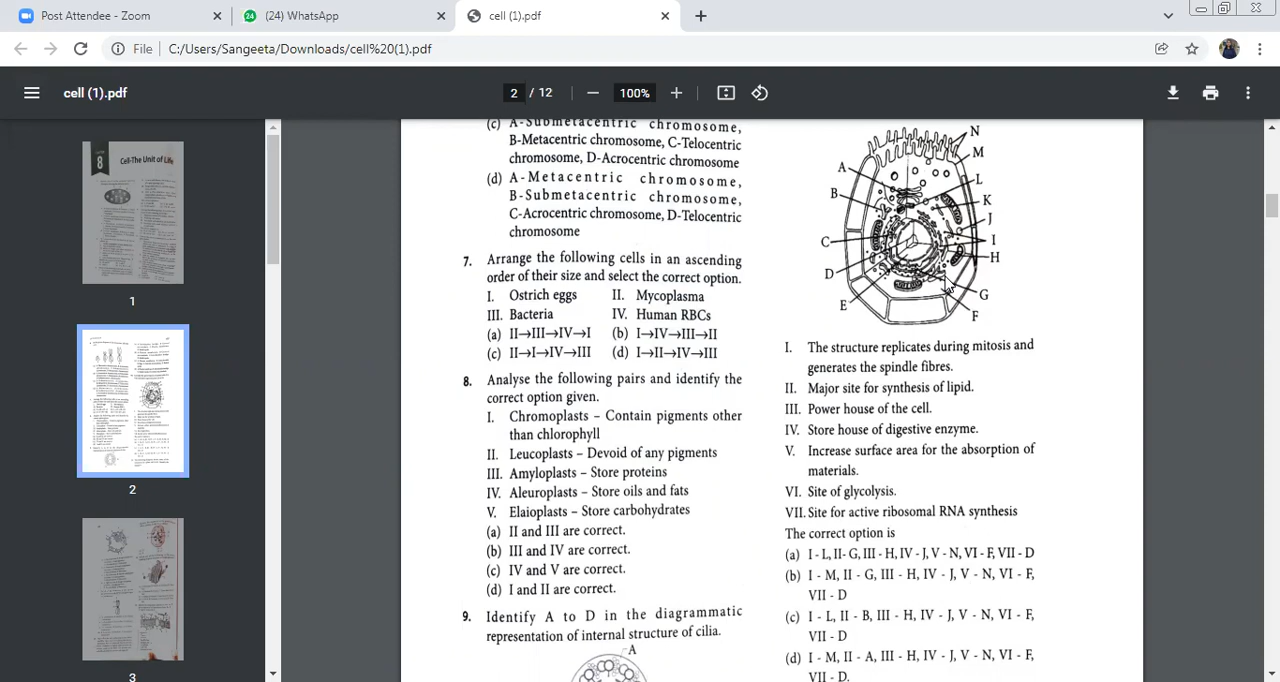 Post Attendee - Zoom
(24) WhatsApp
cell (1).pdf
File
C:/Users/Sangeeta/Downloads/cell%20(1).pdf
cell (1).pdf
2 / 12
100%
8
Cell-The Unit of Life
1
2
3
(c) A-Submetacentric chromosome,
B-Metacentric chromosome, C-Telocentric
chromosome, D-Acrocentric chromosome
(d) A-Metacentric chromosome,
B-Submetacentric chromosome,
C-Acrocentric chromosome, D-Telocentric
chromosome
7. Arrange the following cells in an ascending
order of their size and select the correct option.
I. Ostrich eggs II. Mycoplasma
III. Bacteria IV. Human RBCs
(a) II→III→IV→I (b) I→IV→III→II
(c) II→I→IV→III (d) I→II→IV→III
8. Analyse the following pairs and identify the
correct option given.
I. Chromoplasts – Contain pigments other
than chlorophyll
II. Leucoplasts – Devoid of any pigments
III. Amyloplasts – Store proteins
IV. Aleuroplasts – Store oils and fats
V. Elaioplasts – Store carbohydrates
(a) II and III are correct.
(b) III and IV are correct.
(c) IV and V are correct.
(d) I and II are correct.
9. Identify A to D in the diagrammatic
presentation of internal structure of cilia.
A
N
M
A
L
B
K
J
C
I
H
D
G
E
F
I. The structure replicates during mitosis and
generates the spindle fibres.
II. Major site for synthesis of lipid.
III. Power house of the cell.
IV. Store house of digestive enzyme.
V. Increase surface area for the absorption of
materials.
VI. Site of glycolysis.
VII. Site for active ribosomal RNA synthesis
The correct option is
(a) I - L, II- G, III - H, IV - J, V - N, VI - F, VII - D
(b) I - M, II - G, III - H, IV - J, V - N, VI - F,
VII - D
(c) I - L, II - B, III - H, IV - J, V - N, VI - F,
VII -
(d) I - M, II - A, III - H, IV - J, V - N, VI - F,
VII - D.